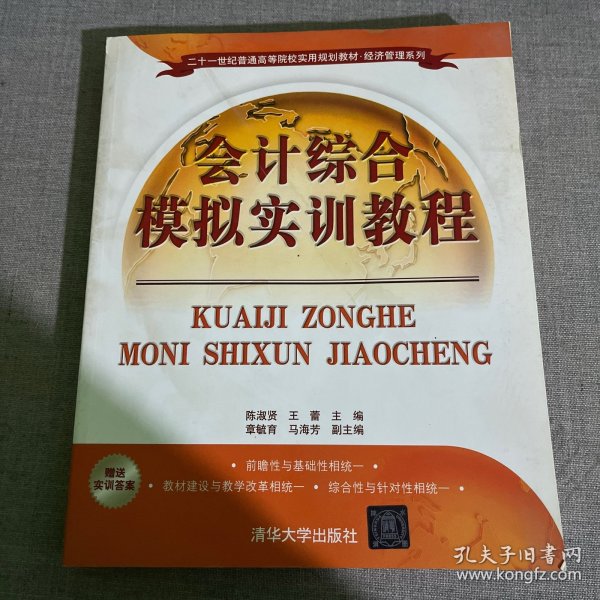 二十一世纪普通高等院校实用规划教材·经济管理系列
会计综合
模拟实训教程
KUAIJI ZONGHE
MONI SHIXUN JIAOCHENG
陈淑贤 王 蕾 主 编
章毓育 马海芳 副主编
赠送
实训答案
· 前瞻性与基础性相统一 ·
· 教材建设与教学改革相统一 · 综合性与针对性相统一 ·
清华大学出版社
孔夫子旧书网
www.kongfz.com